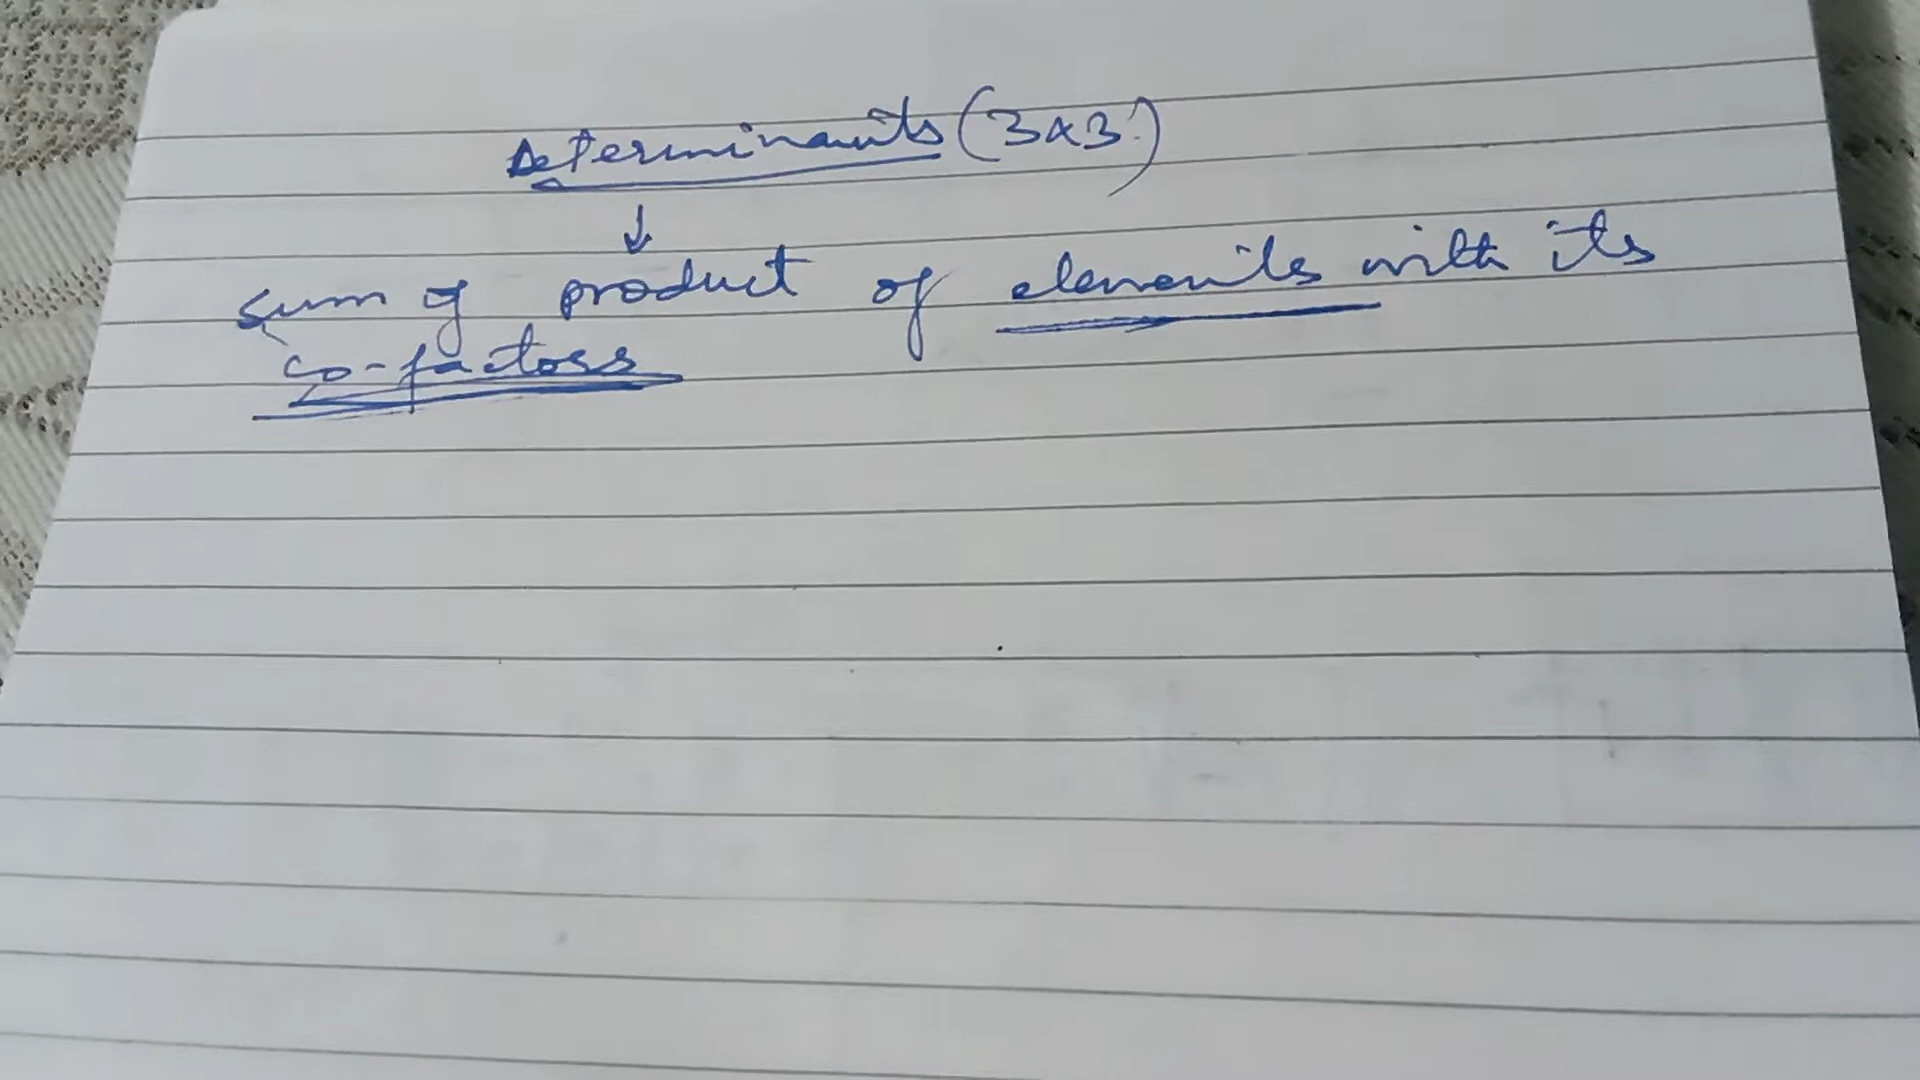 Determinants (3x3)
↓
sum of product of elements with its
co-factors